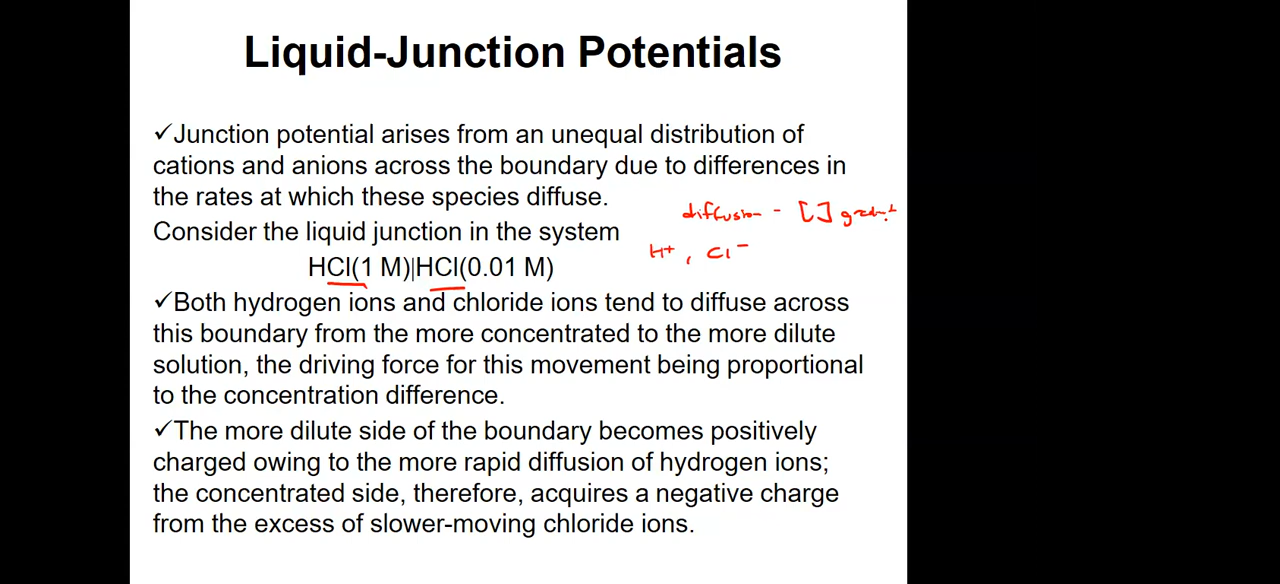 Liquid-Junction Potentials
✓Junction potential arises from an unequal distribution of
cations and anions across the boundary due to differences in
the rates at which these species diffuse.
diffusion - [ ]
Consider the liquid junction in the system
H+, Cl-
HCl(1 M)|HCl(0.01 M)
✓Both hydrogen ions and chloride ions tend to diffuse across
this boundary from the more concentrated to the more dilute
solution, the driving force for this movement being proportional
to the concentration difference.
✓The more dilute side of the boundary becomes positively
charged owing to the more rapid diffusion of hydrogen ions;
the concentrated side, therefore, acquires a negative charge
from the excess of slower-moving chloride ions.